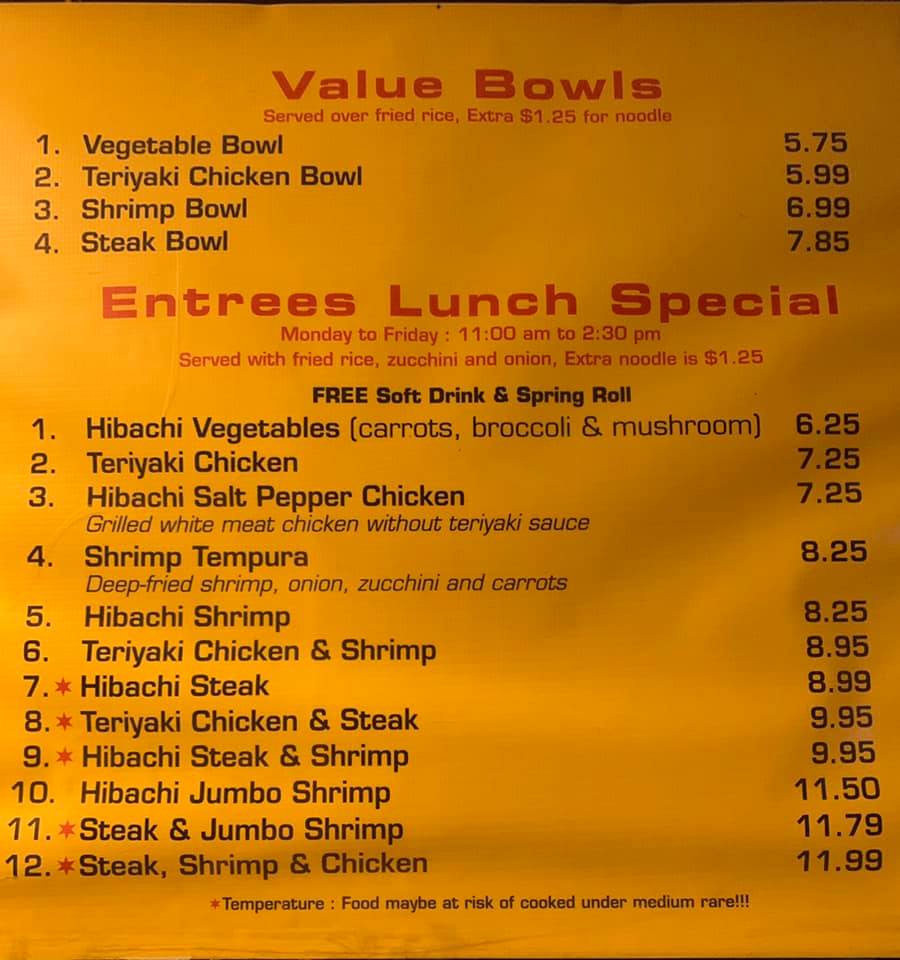 Value Bowls
Served over fried rice, Extra $1.25 for noodle
1. Vegetable Bowl 5.75
2. Teriyaki Chicken Bowl 5.99
3. Shrimp Bowl 6.99
4. Steak Bowl 7.85
Entrees Lunch Special
Monday to Friday : 11:00 am to 2:30 pm
Served with fried rice, zucchini and onion, Extra noodle is $1.25
FREE Soft Drink & Spring Roll
1. Hibachi Vegetables (carrots, broccoli & mushroom) 6.25
2. Teriyaki Chicken 7.25
3. Hibachi Salt Pepper Chicken 7.25
Grilled white meat chicken without teriyaki sauce
4. Shrimp Tempura 8.25
Deep-fried shrimp, onion, zucchini and carrots
5. Hibachi Shrimp 8.25
6. Teriyaki Chicken & Shrimp 8.95
7.✶ Hibachi Steak 8.99
8.✶ Teriyaki Chicken & Steak 9.95
9.✶ Hibachi Steak & Shrimp 9.95
10. Hibachi Jumbo Shrimp 11.50
11.✶ Steak & Jumbo Shrimp 11.79
12.✶ Steak, Shrimp & Chicken 11.99
✶Temperature : Food maybe at risk of cooked under medium rare!!!